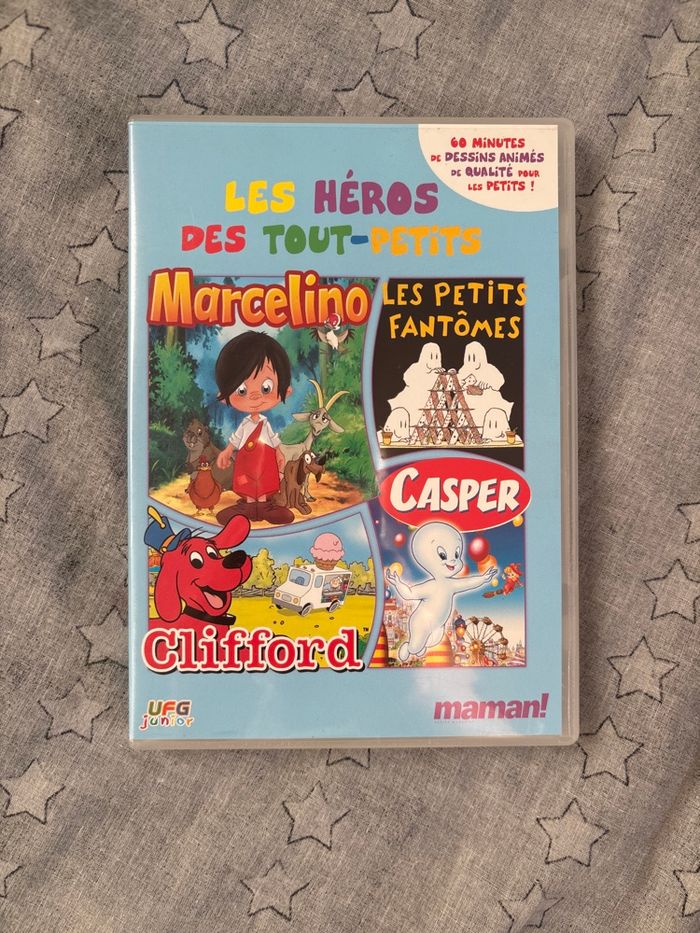 60 MINUTES
DE DESSINS ANIMÉS
DE QUALITÉ POUR
LES PETITS !
LES HÉROS
DES TOUT-PETITS
Marcelino
LES PETITS
FANTÔMES
CASPER
Clifford
TM
UFG
junior
maman!